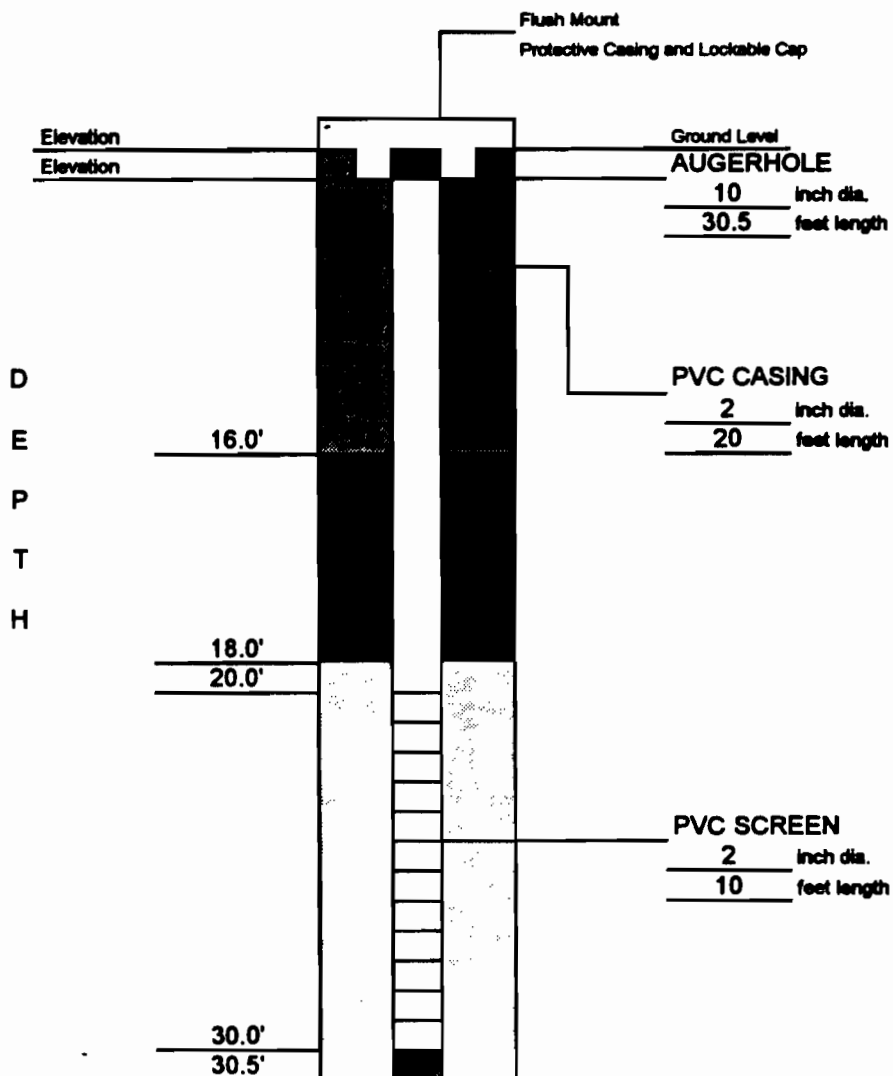 Flush Mount
Protective Casing and Lockable Cap
Elevation
Ground Level
Elevation
AUGERHOLE
10 inch dia.
30.5 feet length
D
E
P
T
H
PVC CASING
2 inch dia.
20 feet length
16.0'
18.0'
20.0'
PVC SCREEN
2 inch dia.
10 feet length
30.0'
30.5'